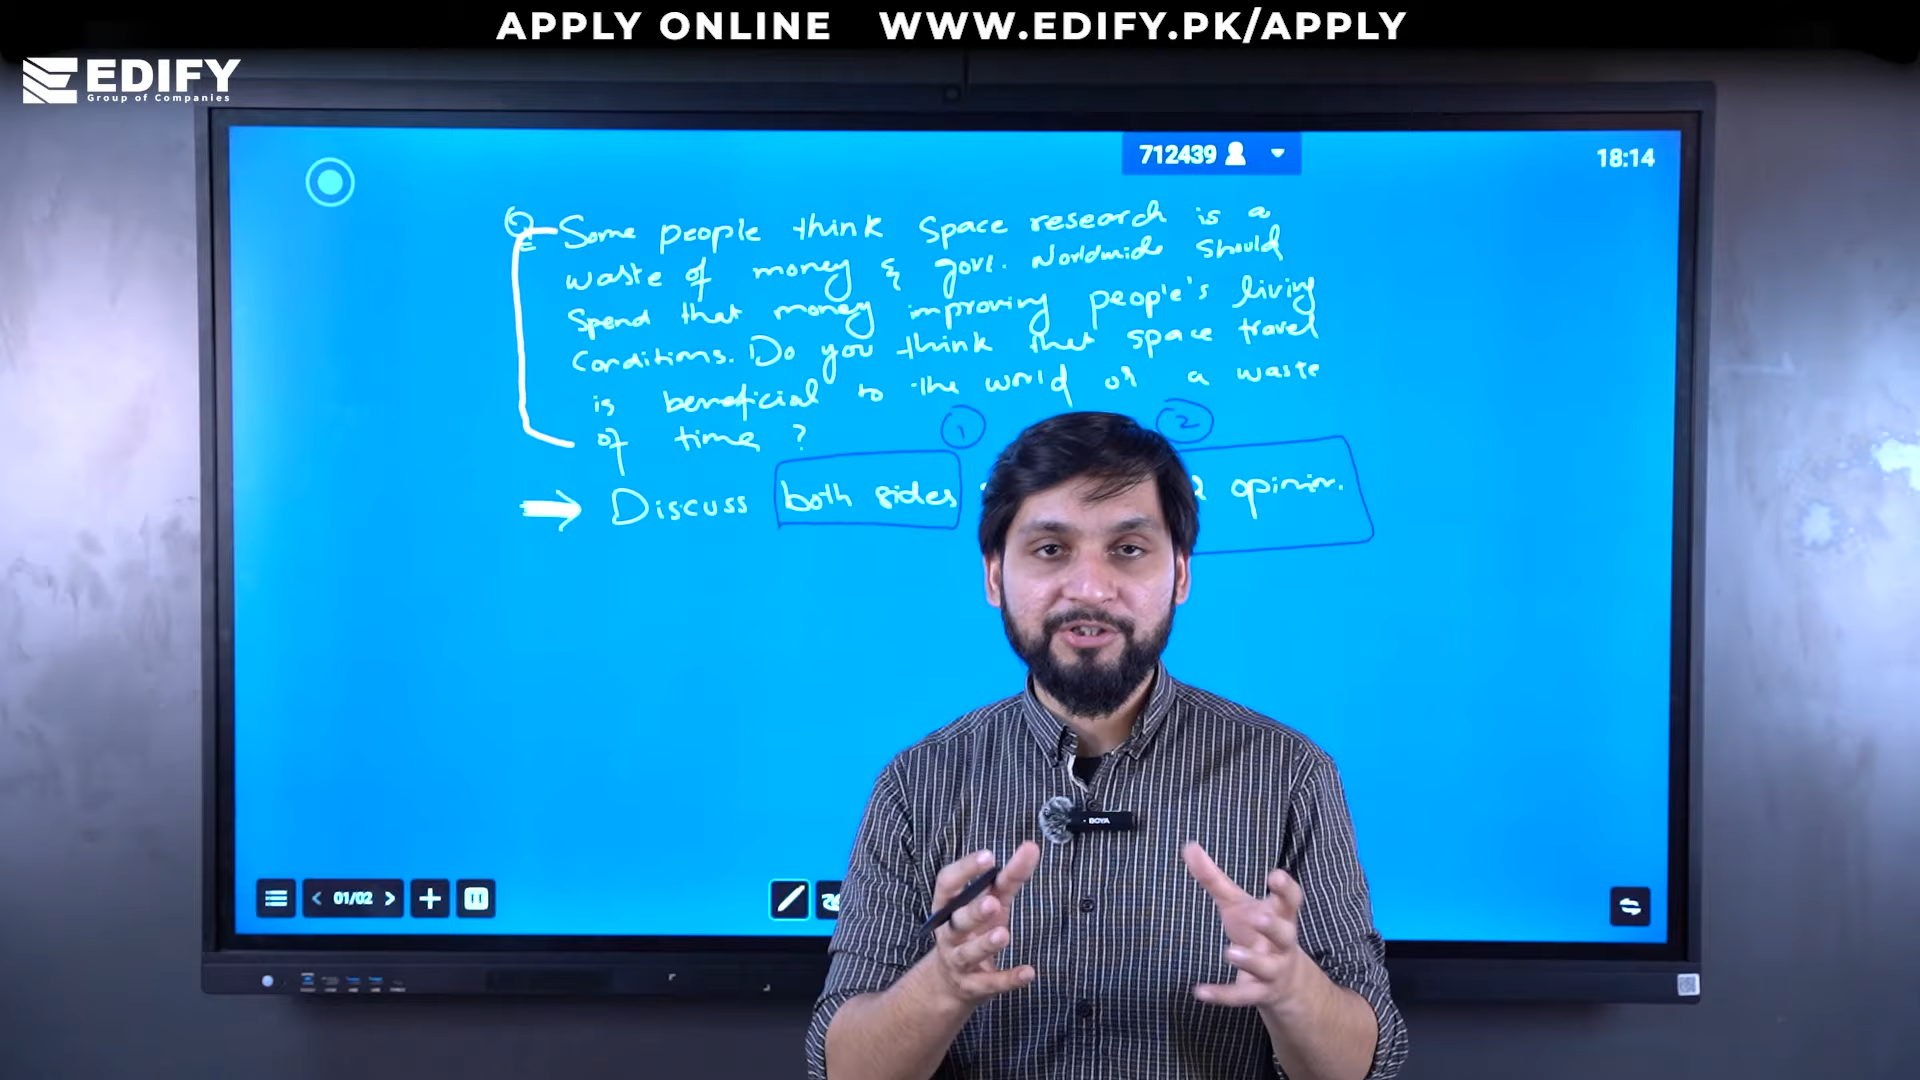 APPLY ONLINE WWW.EDIFY.PK/APPLY
EDIFY
Group of Companies
712439
18:14
Q Some people think space research is a
waste of money & govt. worldwide should
spend that money improving people's living
conditions. Do you think that space travel
is beneficial to the world or a waste
of time ?
1 2
→ Discuss both sides opinion.
BOYA
01/02